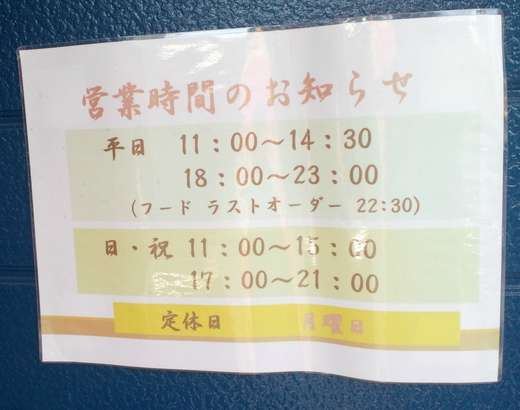 営業時間のお知らせ
平日 11：00～14：30
18：00～23：00
(フード ラストオーダー 22:30)
日・祝 11：00～15：00
17：00～21：00
定休日 月曜日